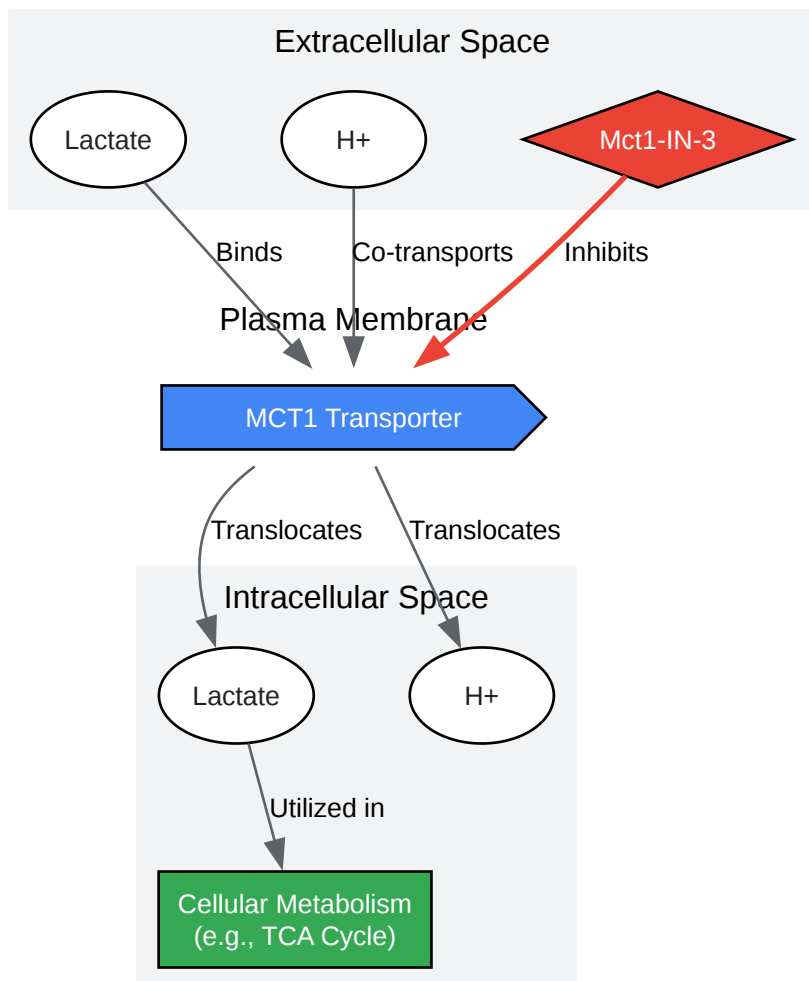 Extracellular Space
Lactate
H+
Mct1-IN-3
Binds
Co-transports
Inhibits
Plasma Membrane
MCT1 Transporter
Translocates
Translocates
Intracellular Space
Lactate
H+
Utilized in
Cellular Metabolism
(e.g., TCA Cycle)